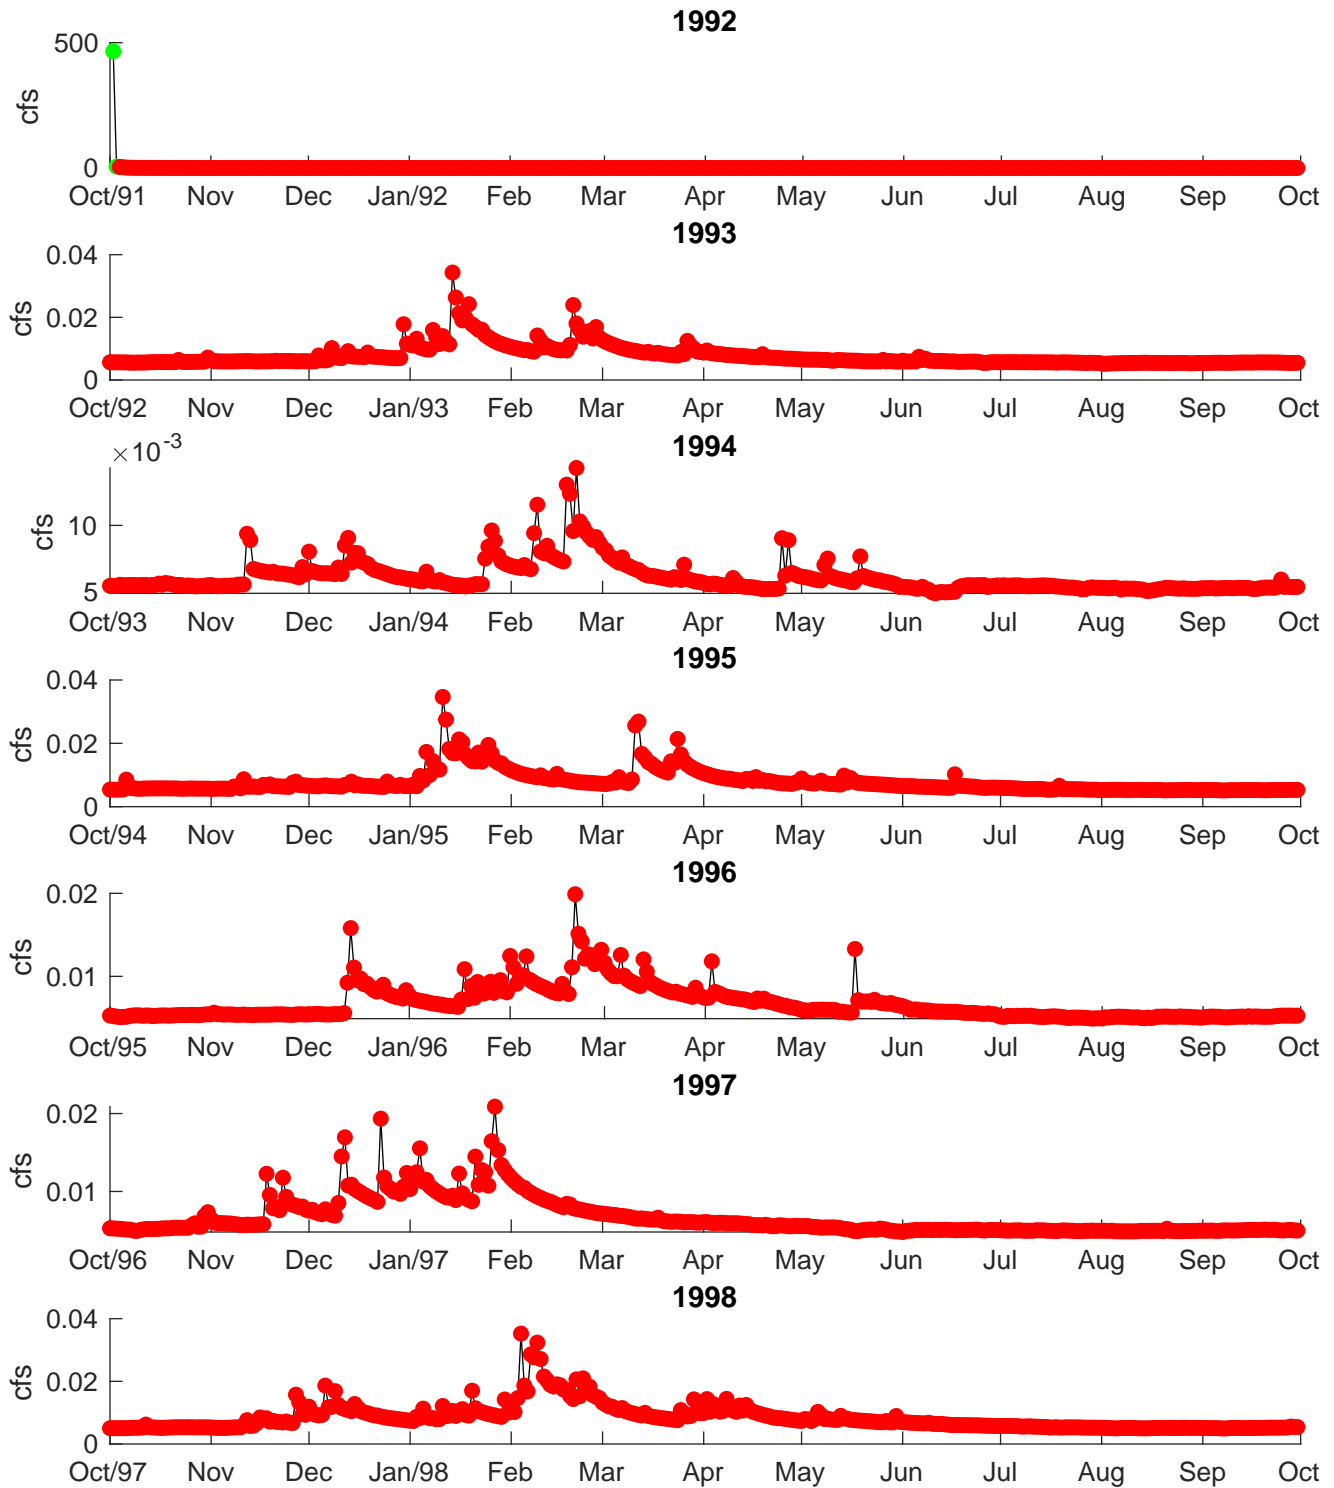 1992
500
cfs
0
Oct/91 Nov Dec Jan/92 Feb Mar Apr May Jun Jul Aug Sep Oct
1993
0.04
cfs
0.02
0
Oct/92 Nov Dec Jan/93 Feb Mar Apr May Jun Jul Aug Sep Oct
×10-3
1994
10
cfs
5
Oct/93 Nov Dec Jan/94 Feb Mar Apr May Jun Jul Aug Sep Oct
1995
0.04
cfs
0.02
0
Oct/94 Nov Dec Jan/95 Feb Mar Apr May Jun Jul Aug Sep Oct
1996
0.02
cfs
0.01
Oct/95 Nov Dec Jan/96 Feb Mar Apr May Jun Jul Aug Sep Oct
1997
0.02
cfs
0.01
Oct/96 Nov Dec Jan/97 Feb Mar Apr May Jun Jul Aug Sep Oct
1998
0.04
cfs
0.02
0
Oct/97 Nov Dec Jan/98 Feb Mar Apr May Jun Jul Aug Sep Oct